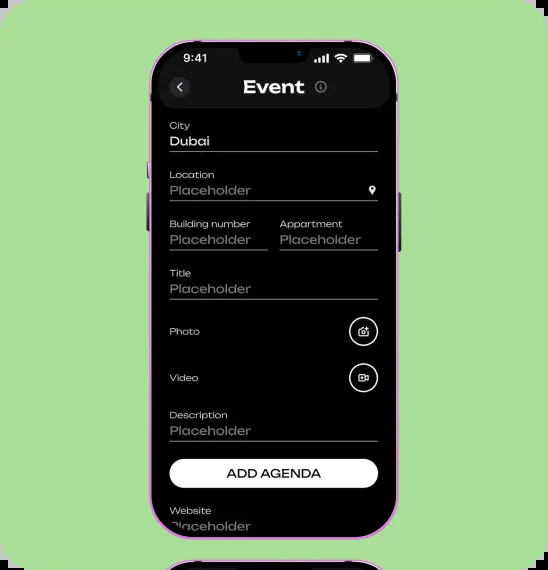 9:41
Event
City
Dubai
Location
Placeholder
Building number Appartment
Placeholder Placeholder
Title
Placeholder
Photo
Video
Description
Placeholder
ADD AGENDA
Website
Placeholder